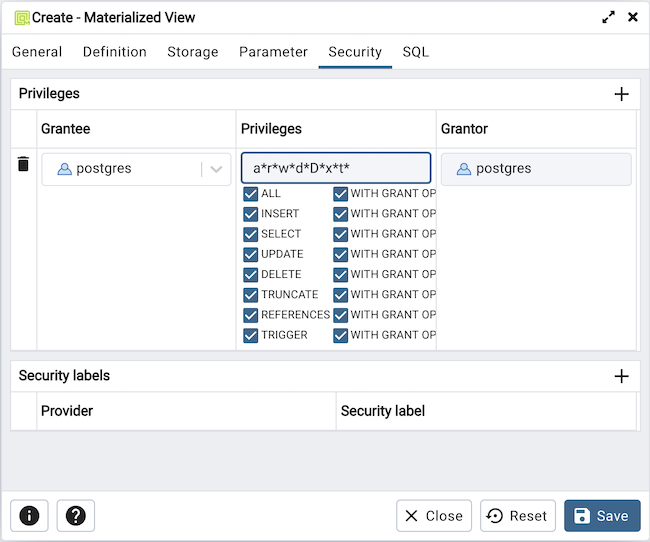 Create - Materialized View
General Definition Storage Parameter Security SQL
Privileges
Grantee Privileges Grantor
postgres a*r*w*d*D*x*t* postgres
ALL WITH GRANT OP
INSERT WITH GRANT OP
SELECT WITH GRANT OP
UPDATE WITH GRANT OP
DELETE WITH GRANT OP
TRUNCATE WITH GRANT OP
REFERENCES WITH GRANT OP
TRIGGER WITH GRANT OP
Security labels
Provider Security label
Close Reset Save